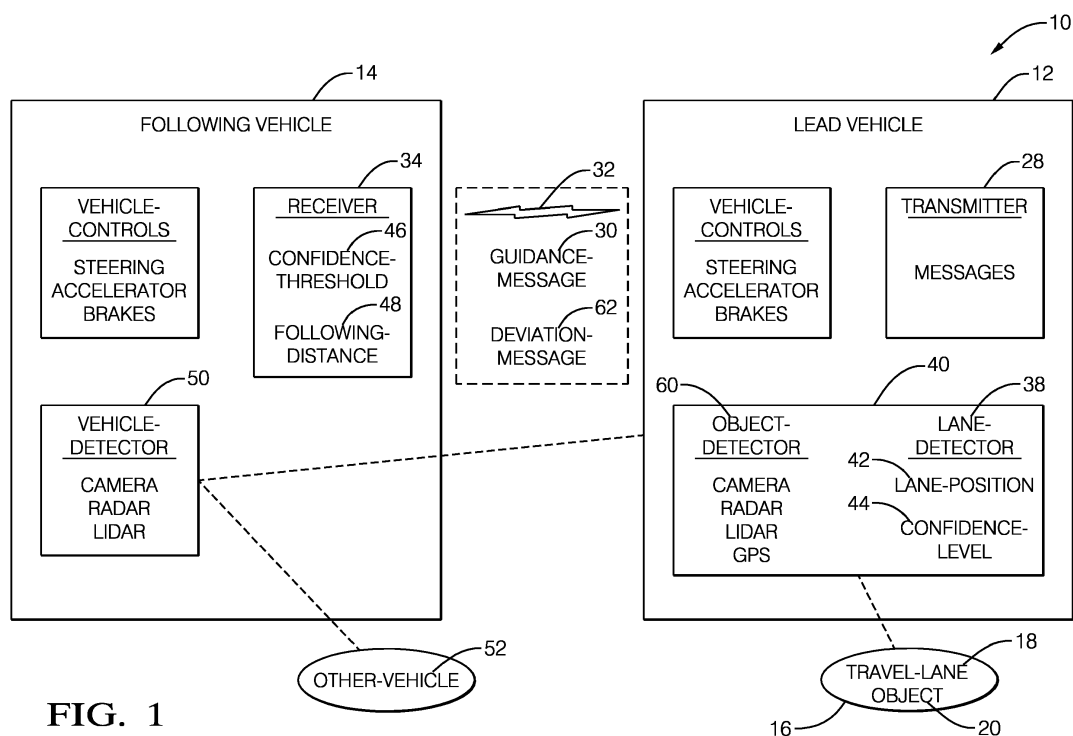 10
14
12
FOLLOWING VEHICLE
LEAD VEHICLE
34
32
28
VEHICLE-
CONTROLS
STEERING
ACCELERATOR
BRAKES
RECEIVER
46
CONFIDENCE-
THRESHOLD
48
FOLLOWING-
DISTANCE
30
GUIDANCE-
MESSAGE
62
DEVIATION-
MESSAGE
VEHICLE-
CONTROLS
STEERING
ACCELERATOR
BRAKES
TRANSMITTER
MESSAGES
50
VEHICLE-
DETECTOR
CAMERA
RADAR
LIDAR
60
40
38
OBJECT-
DETECTOR
CAMERA
RADAR
LIDAR
GPS
LANE-
DETECTOR
42
LANE-POSITION
44
CONFIDENCE-
LEVEL
52
OTHER-VEHICLE
18
TRAVEL-LANE
OBJECT
16
20
FIG. 1